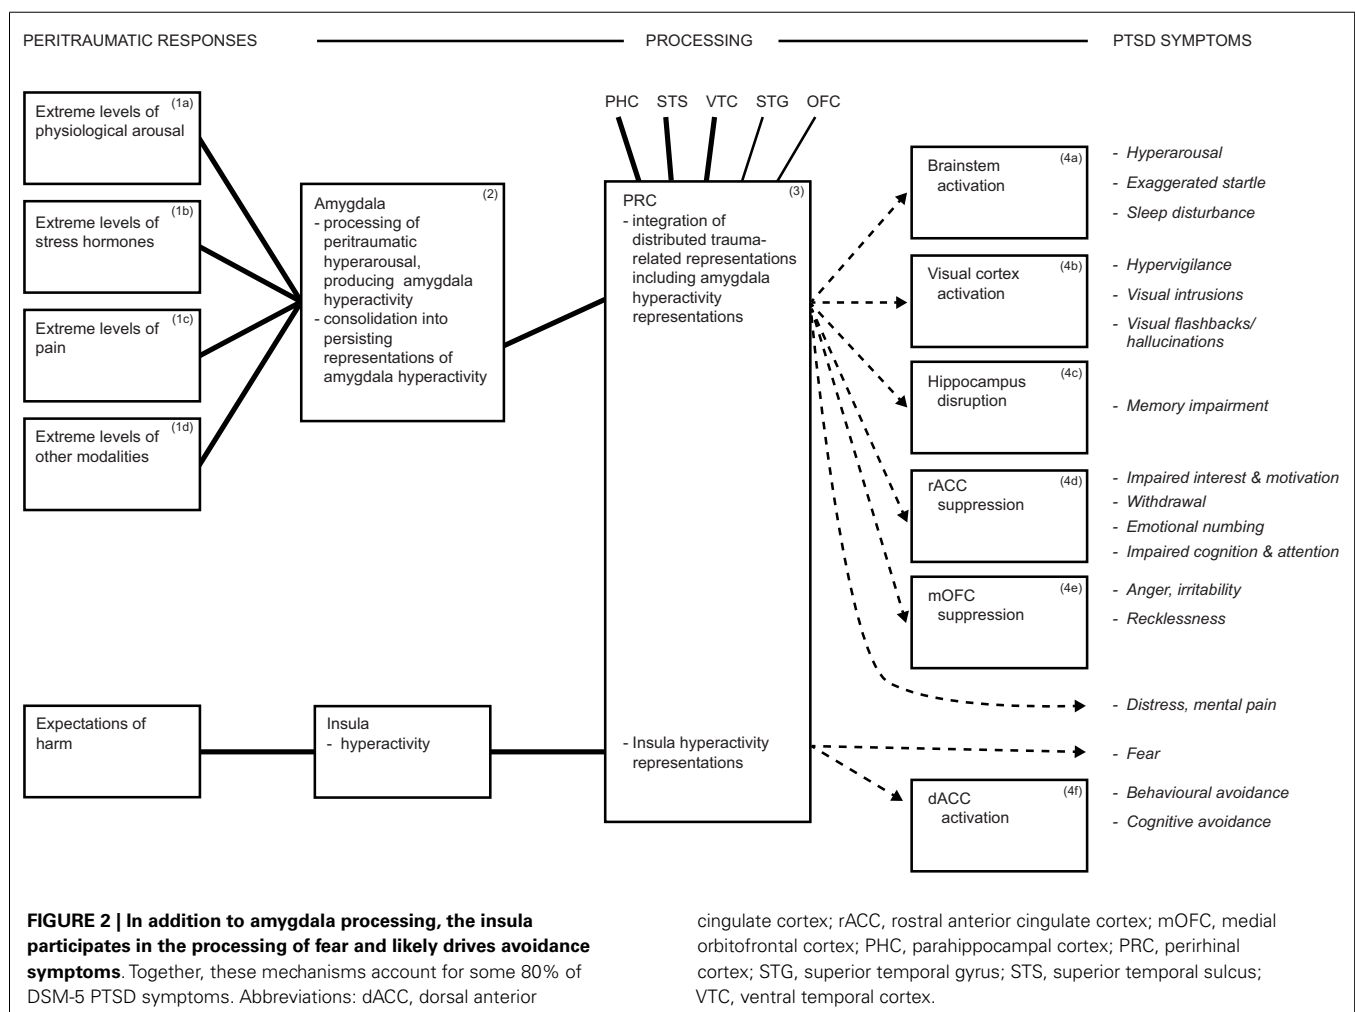 PERITRAUMATIC RESPONSES
PROCESSING
PTSD SYMPTOMS
(1a)
Extreme levels of
physiological arousal
(1b)
Extreme levels of
stress hormones
(1c)
Extreme levels of
pain
(1d)
Extreme levels of
other modalities
Expectations of
harm
(2)
Amygdala
- processing of
peritraumatic
hyperarousal,
producing amygdala
hyperactivity
- consolidation into
persisting
representations of
amygdala hyperactivity
Insula
- hyperactivity
PHC STS VTC STG OFC
(3)
PRC
- integration of
distributed trauma-
related representations
including amygdala
hyperactivity
representations
- Insula hyperactivity
representations
(4a)
Brainstem
activation
- Hyperarousal
- Exaggerated startle
- Sleep disturbance
(4b)
Visual cortex
activation
- Hypervigilance
- Visual intrusions
- Visual flashbacks/
hallucinations
(4c)
Hippocampus
disruption
- Memory impairment
(4d)
rACC
suppression
- Impaired interest & motivation
- Withdrawal
- Emotional numbing
- Impaired cognition & attention
(4e)
mOFC
suppression
- Anger, irritability
- Recklessness
- Distress, mental pain
- Fear
(4f)
dACC
activation
- Behavioural avoidance
- Cognitive avoidance
FIGURE 2 | In addition to amygdala processing, the insula
participates in the processing of fear and likely drives avoidance
symptoms. Together, these mechanisms account for some 80% of
DSM-5 PTSD symptoms. Abbreviations: dACC, dorsal anterior
cingulate cortex; rACC, rostral anterior cingulate cortex; mOFC, medial
orbitofrontal cortex; PHC, parahippocampal cortex; PRC, perirhinal
cortex; STG, superior temporal gyrus; STS, superior temporal sulcus;
VTC, ventral temporal cortex.